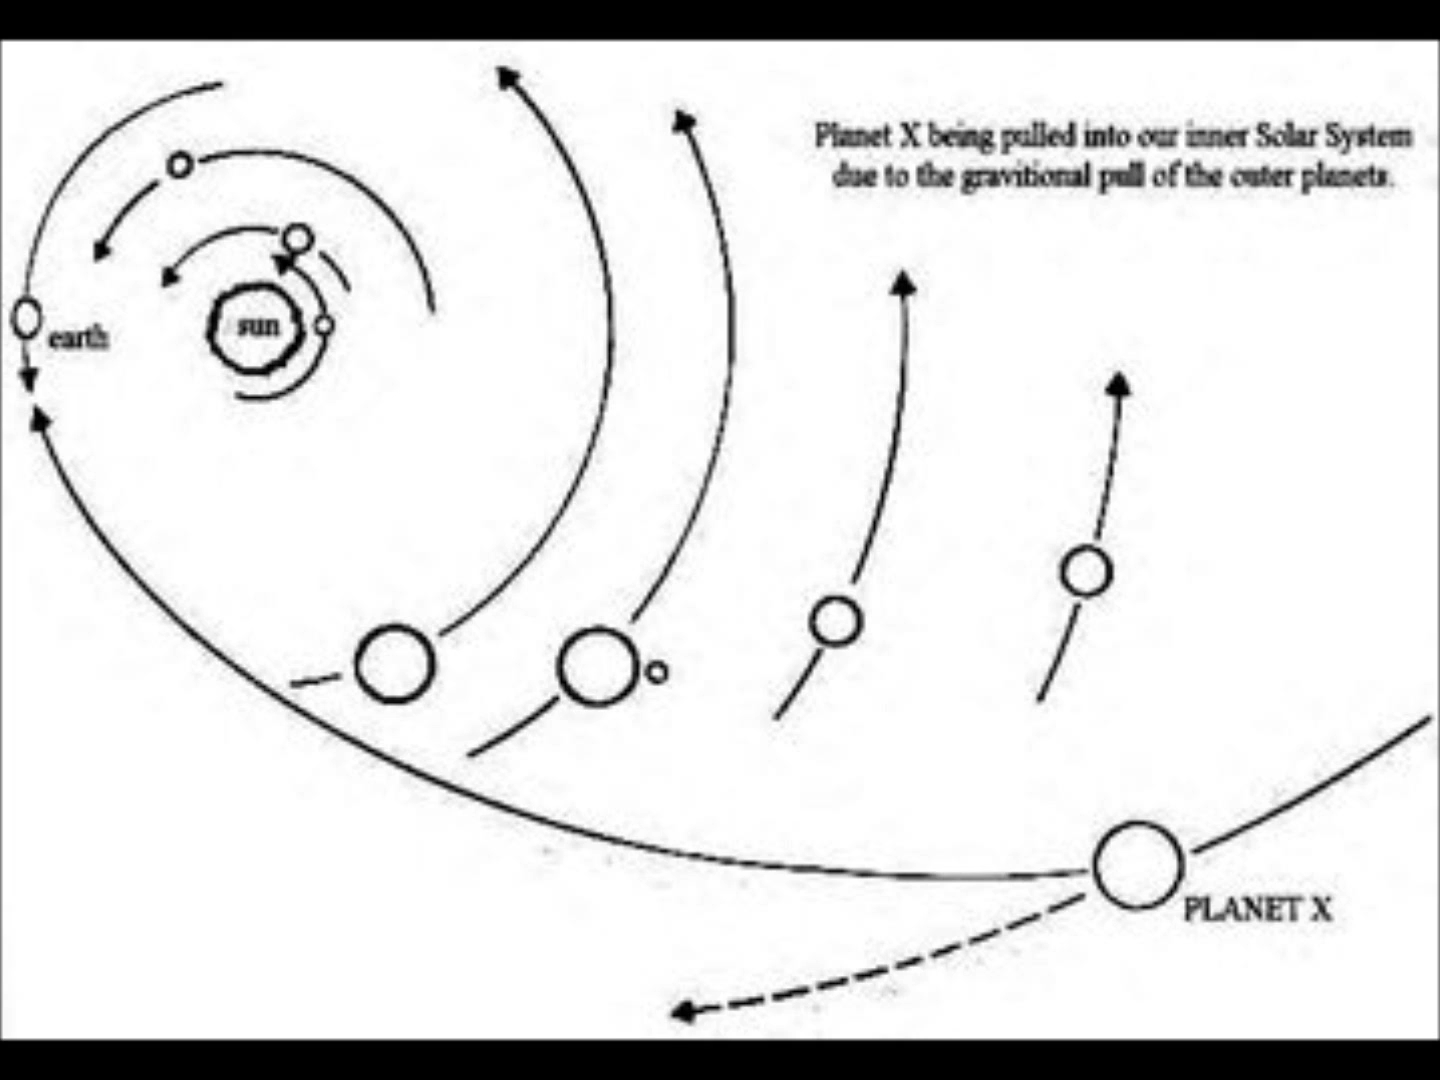 Planet X being pulled into our inner Solar System
due to the gravitional pull of the outer planets.
sun
earth
PLANET X